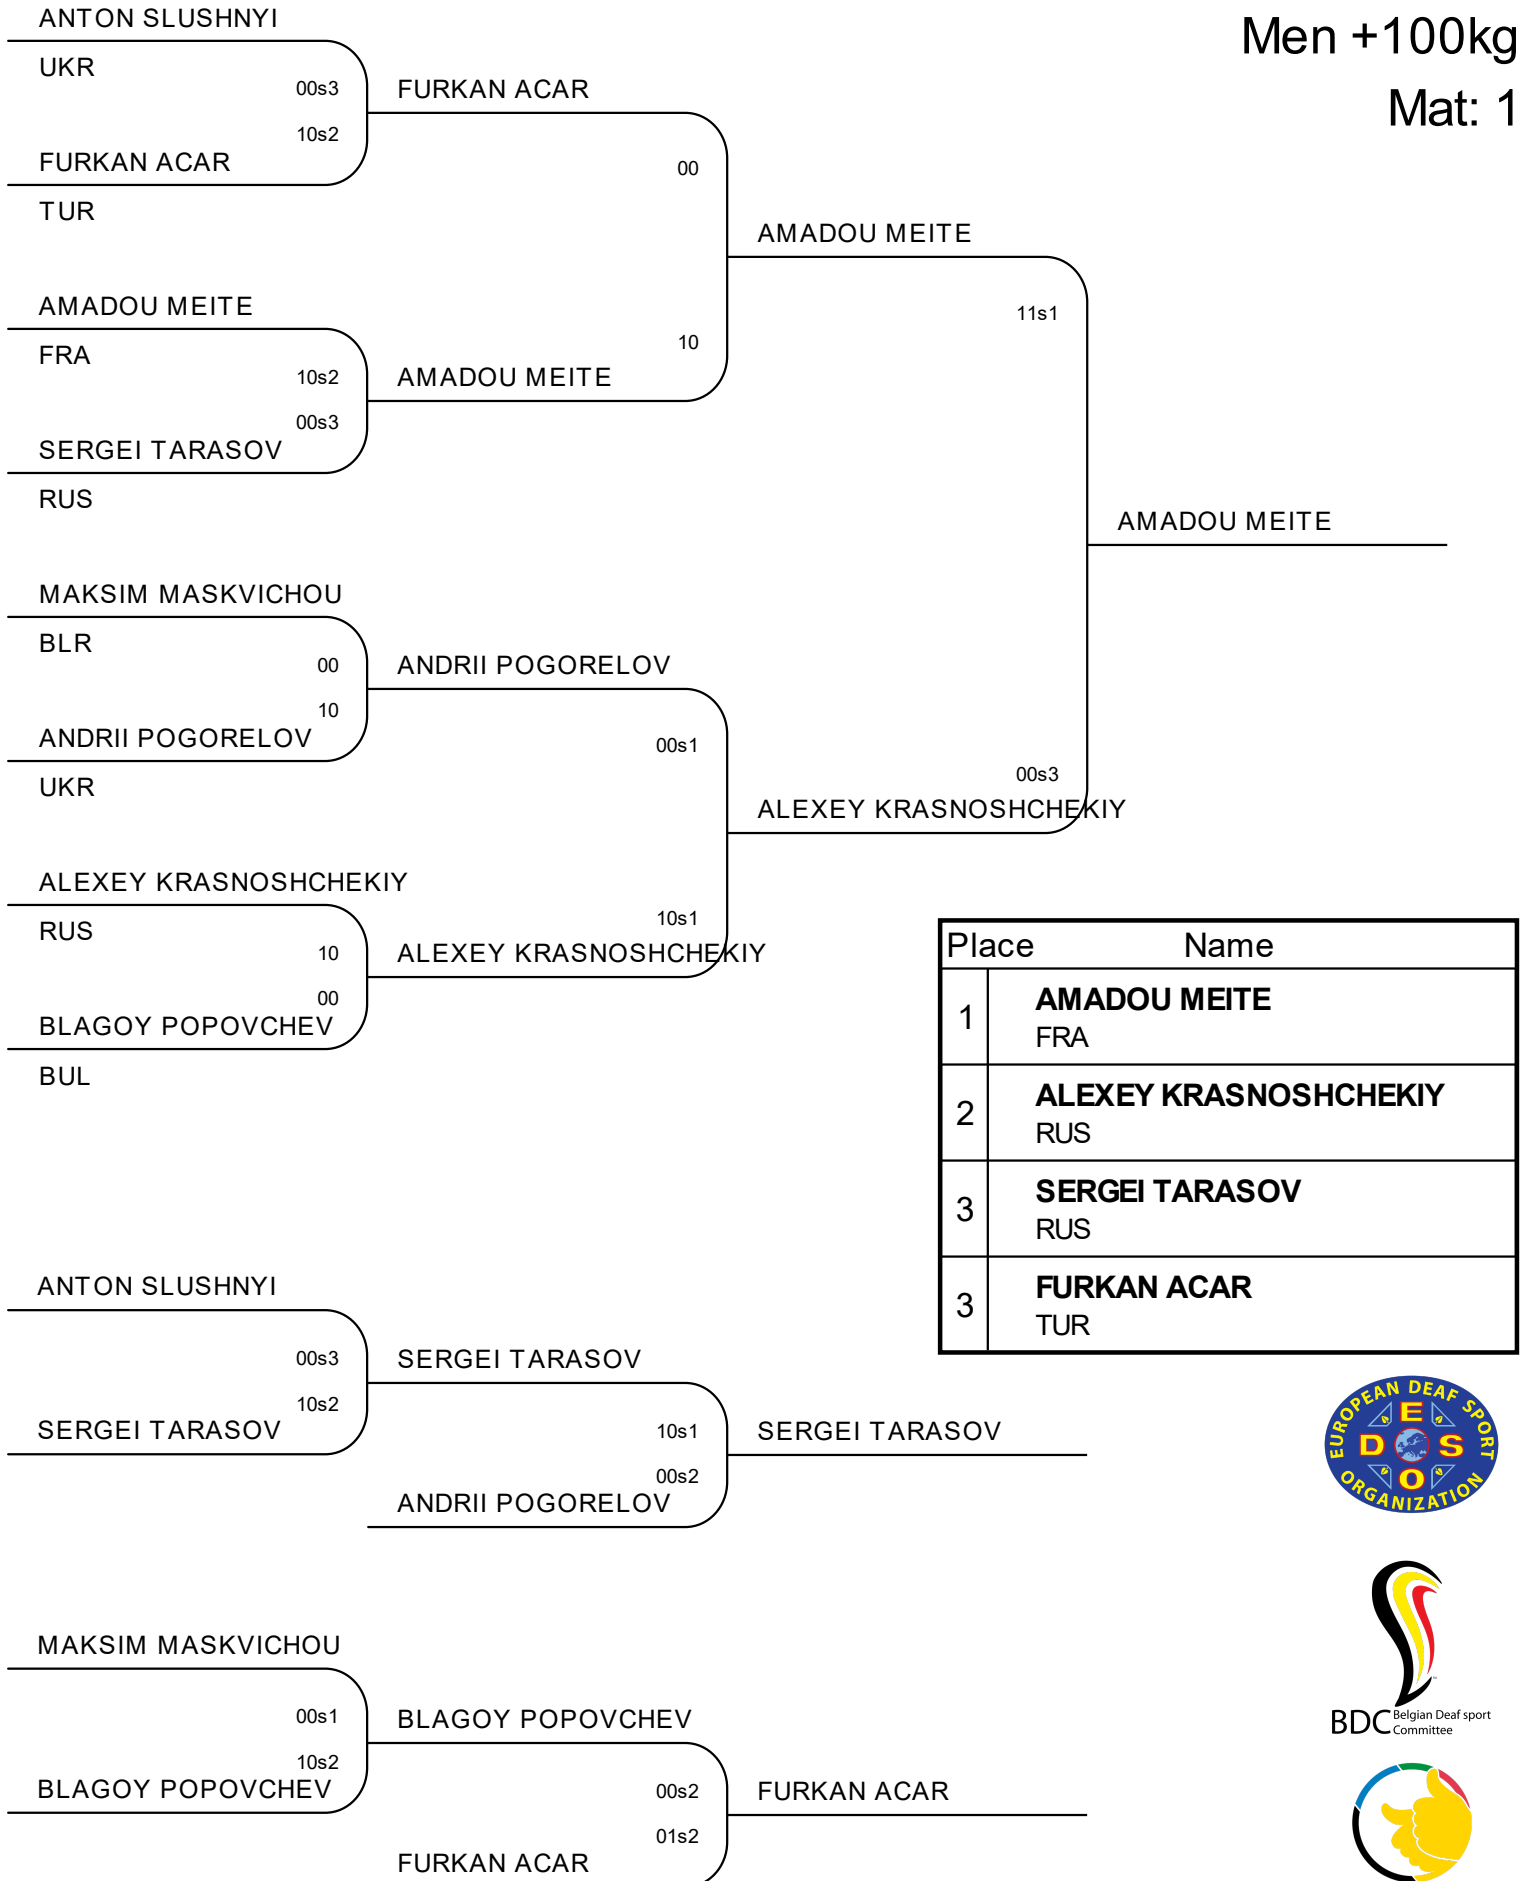 Men +100kg
Mat: 1
ANTON SLUSHNYI
UKR
00s3
10s2
FURKAN ACAR
TUR
FURKAN ACAR
00
AMADOU MEITE
FRA
10s2
00s3
SERGEI TARASOV
RUS
10
AMADOU MEITE
AMADOU MEITE
11s1
MAKSIM MASKVICHOU
BLR
00
10
ANDRII POGORELOV
UKR
ANDRII POGORELOV
00s1
ALEXEY KRASNOSHCHEKIY
RUS
10
00
BLAGOY POPOVCHEV
BUL
10s1
ALEXEY KRASNOSHCHEKIY
00s3
ALEXEY KRASNOSHCHEKIY
AMADOU MEITE
Place Name
1 AMADOU MEITE
FRA
2 ALEXEY KRASNOSHCHEKIY
RUS
3 SERGEI TARASOV
RUS
3 FURKAN ACAR
TUR
ANTON SLUSHNYI
00s3
10s2
SERGEI TARASOV
SERGEI TARASOV
10s1
00s2
ANDRII POGORELOV
SERGEI TARASOV
MAKSIM MASKVICHOU
00s1
10s2
BLAGOY POPOVCHEV
BLAGOY POPOVCHEV
00s2
01s2
FURKAN ACAR
FURKAN ACAR
EUROPEAN DEAF SPORT
E
D S
O
ORGANIZATION
BDC Belgian Deaf sport
Committee